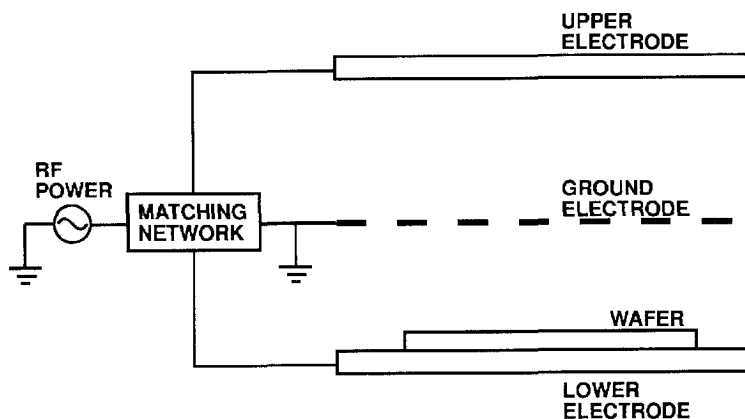 UPPER
ELECTRODE
RF
POWER
MATCHING
NETWORK
GROUND
ELECTRODE
WAFER
LOWER
ELECTRODE